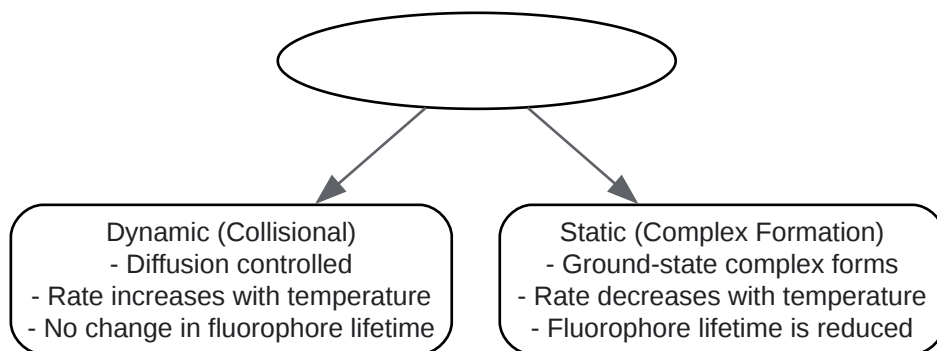 Dynamic (Collisional)
- Diffusion controlled
- Rate increases with temperature
- No change in fluorophore lifetime
Static (Complex Formation)
- Ground-state complex forms
- Rate decreases with temperature
- Fluorophore lifetime is reduced